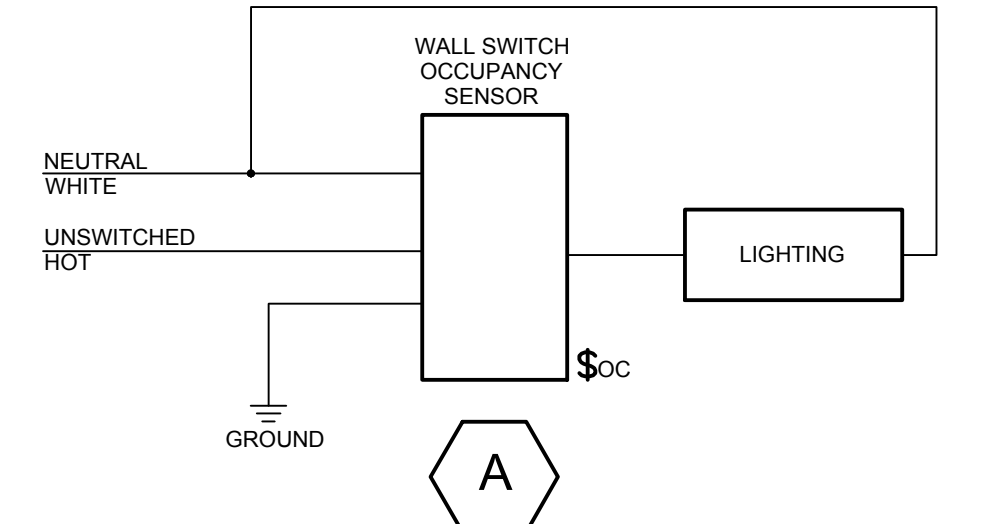 WALL SWITCH
OCCUPANCY
SENSOR
NEUTRAL
WHITE
UNSWITCHED
HOT
LIGHTING
$OC
GROUND
A